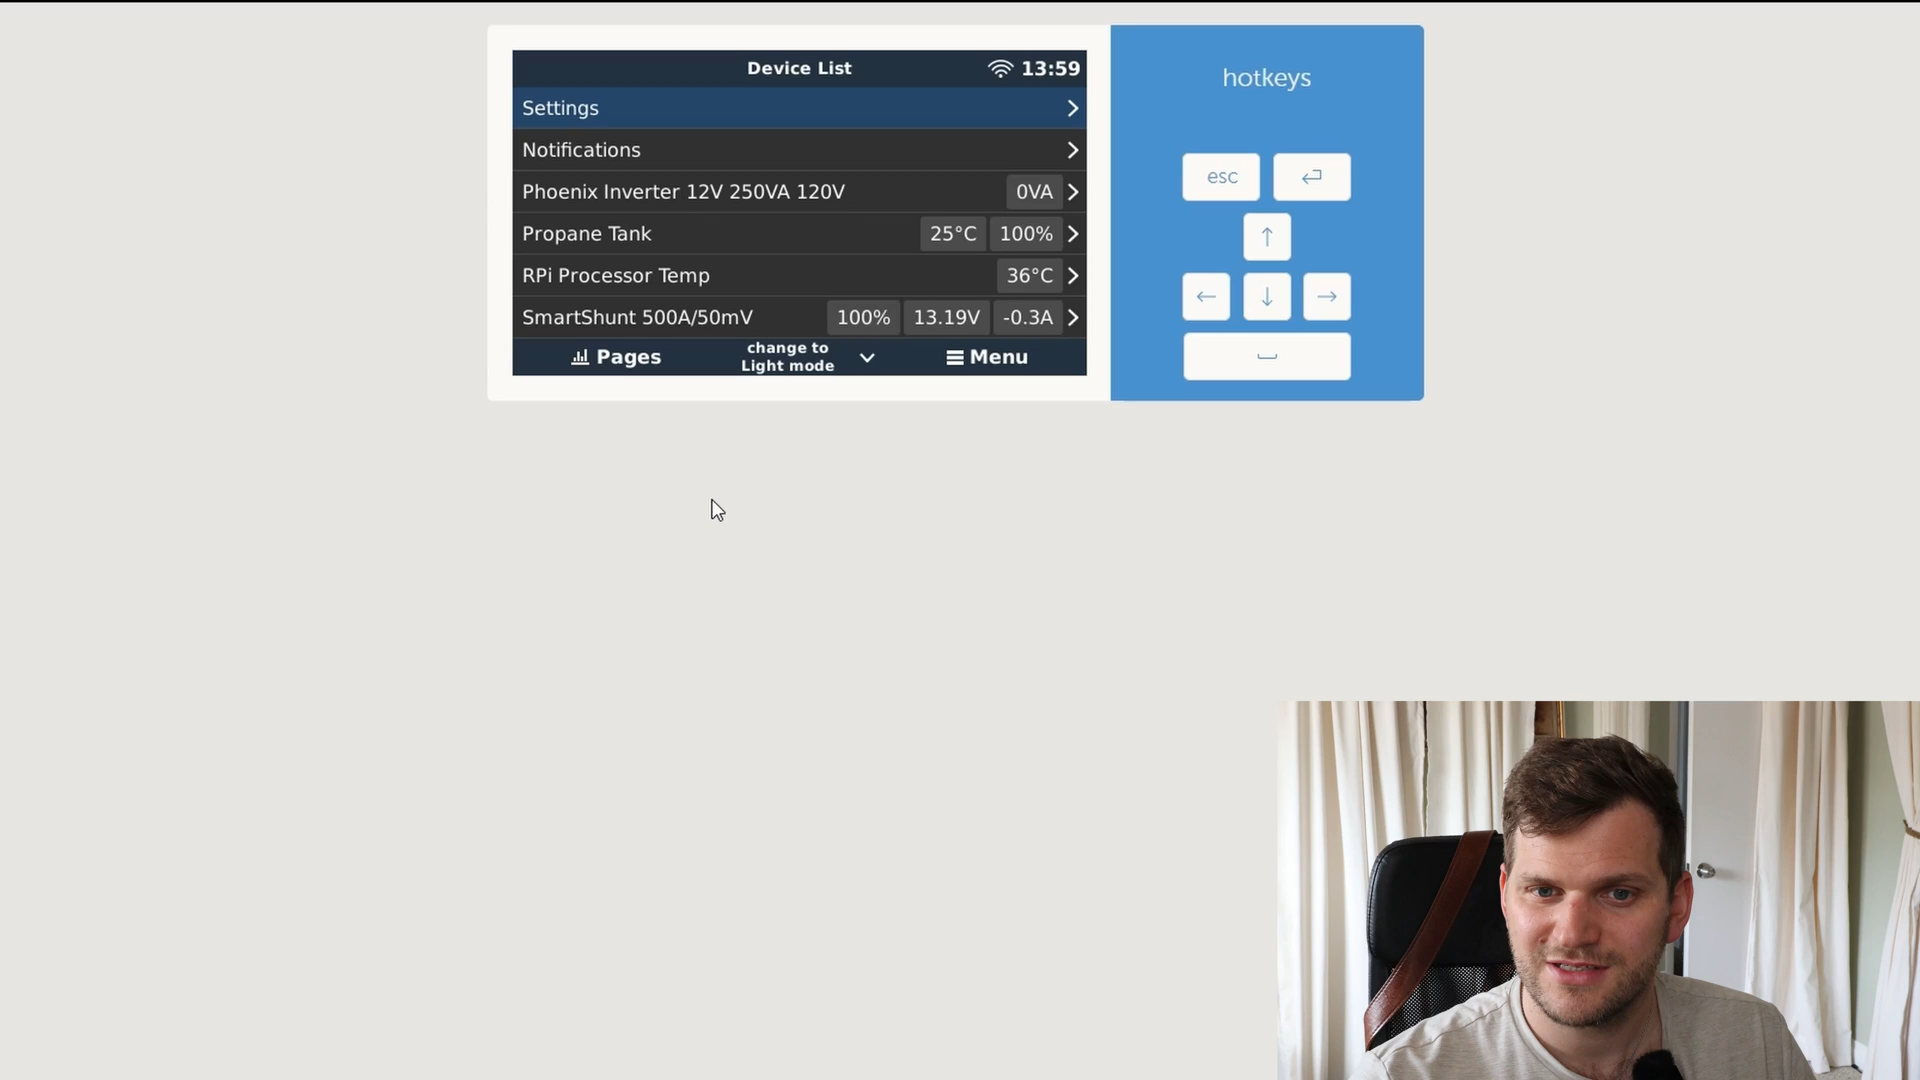 Device List 13:59
Settings
Notifications
Phoenix Inverter 12V 250VA 120V 0VA
Propane Tank 25°C 100%
RPi Processor Temp 36°C
SmartShunt 500A/50mV 100% 13.19V -0.3A
Pages change to Light mode Menu
hotkeys
esc